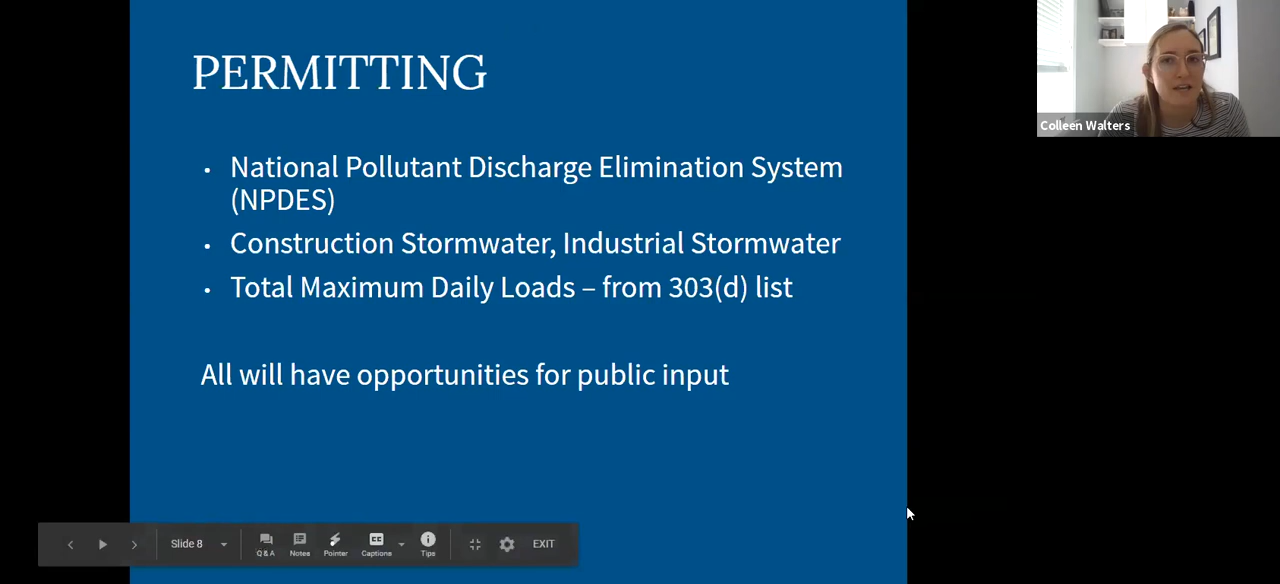 PERMITTING
• National Pollutant Discharge Elimination System
(NPDES)
• Construction Stormwater, Industrial Stormwater
• Total Maximum Daily Loads – from 303(d) list
All will have opportunities for public input
Colleen Walters
Slide 8
Q & A
Notes
Pointer
CC
Captions
Tips
EXIT